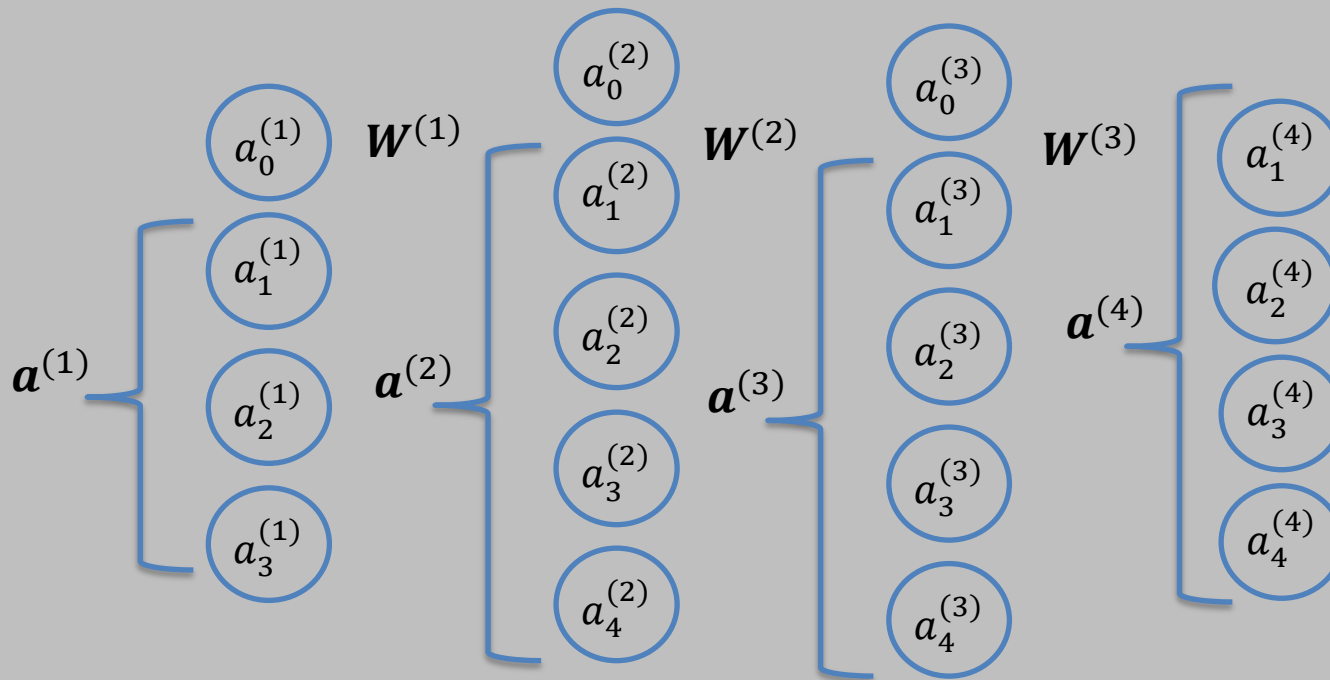 a^{(1)}
a_0^{(1)}
a_1^{(1)}
a_2^{(1)}
a_3^{(1)}
W^{(1)}
a^{(2)}
a_0^{(2)}
a_1^{(2)}
a_2^{(2)}
a_3^{(2)}
a_4^{(2)}
W^{(2)}
a^{(3)}
a_0^{(3)}
a_1^{(3)}
a_2^{(3)}
a_3^{(3)}
a_4^{(3)}
W^{(3)}
a^{(4)}
a_1^{(4)}
a_2^{(4)}
a_3^{(4)}
a_4^{(4)}